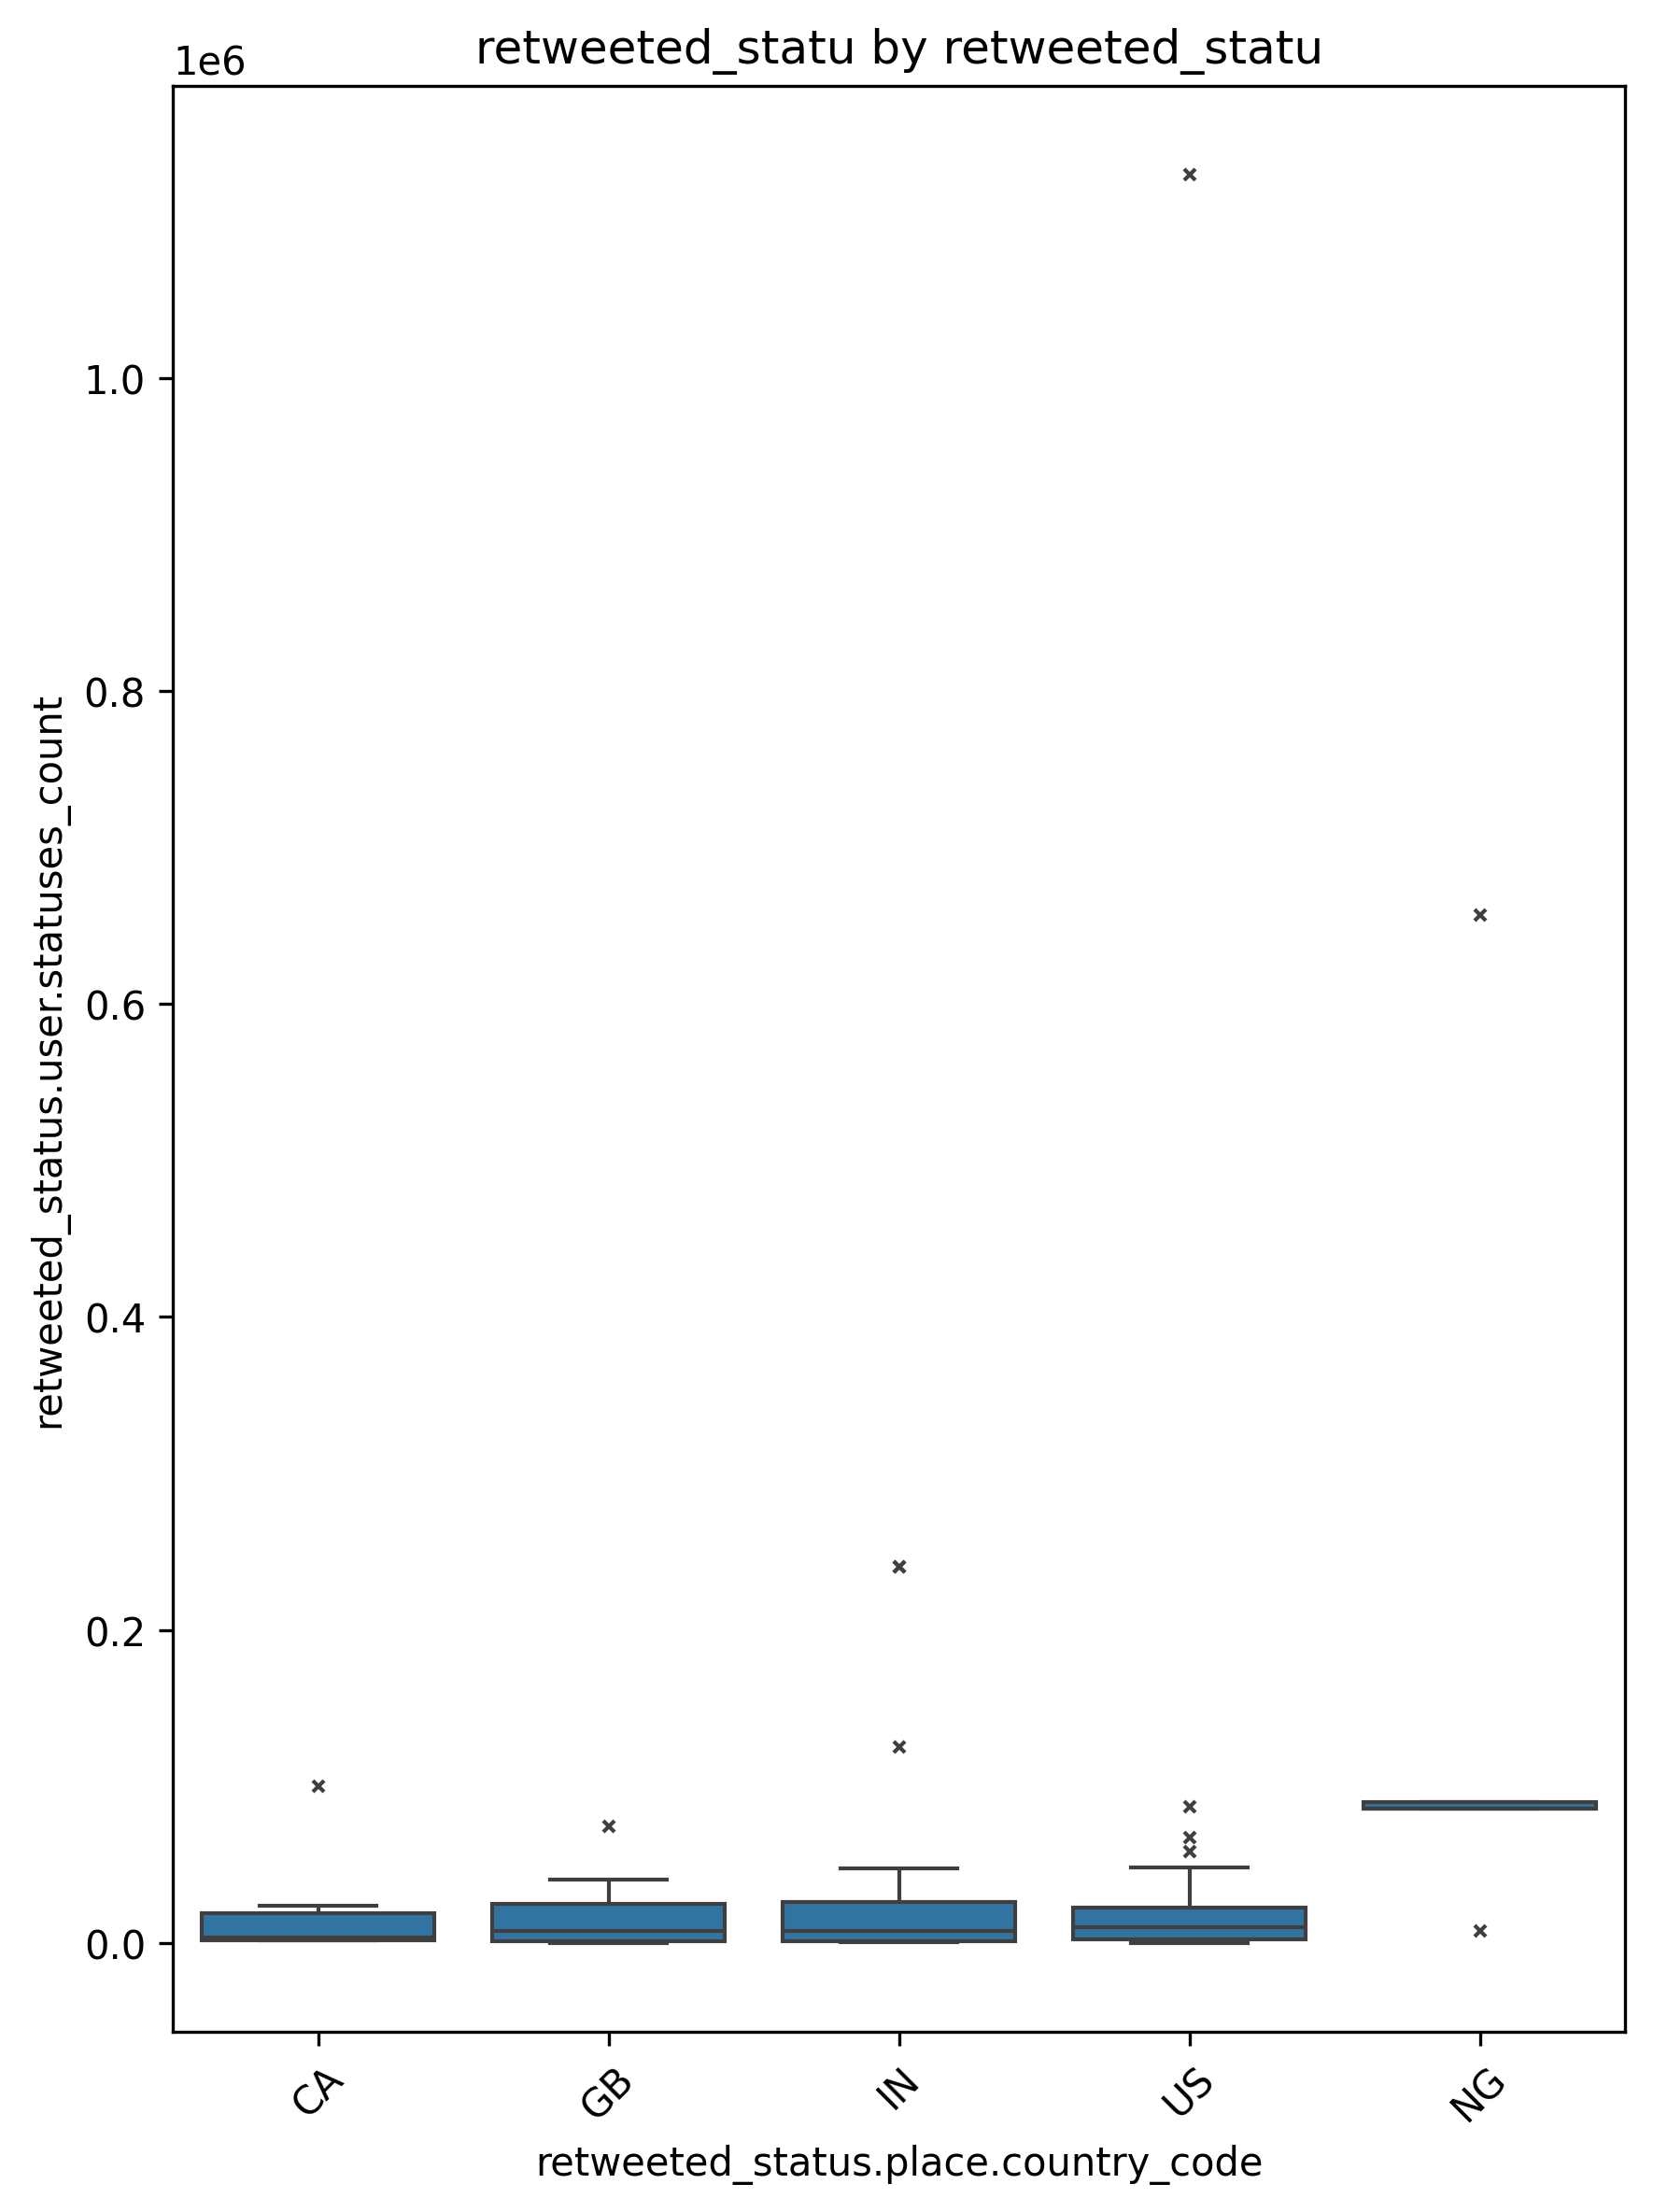 retweeted_statu by retweeted_statu
1e6
1.0
0.8
0.6
0.4
0.2
0.0
retweeted_status.user.statuses_count
CA
GB
IN
US
NG
retweeted_status.place.country_code